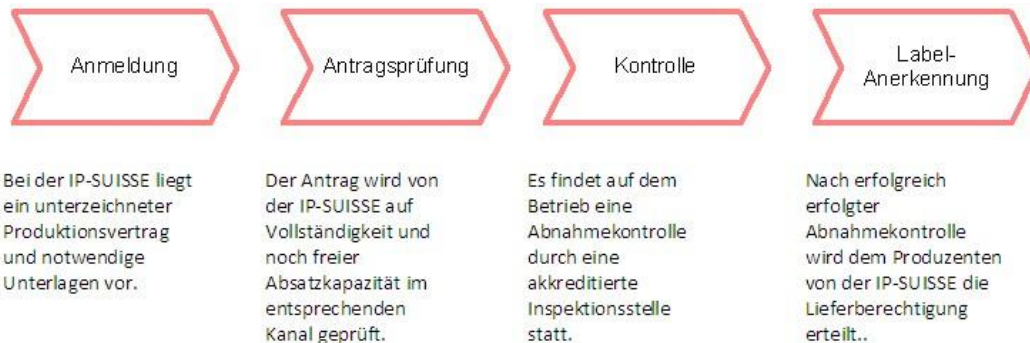 Anmeldung
Antragsprüfung
Kontrolle
Label-
Anerkennung
Bei der IP-SUISSE liegt
ein unterzeichneter
Produktionsvertrag
und notwendige
Unterlagen vor.
Der Antrag wird von
der IP-SUISSE auf
Vollständigkeit und
noch freier
Absatzkapazität im
entsprechenden
Kanal geprüft.
Es findet auf dem
Betrieb eine
Abnahmekontrolle
durch eine
akkreditierte
Inspektionsstelle
statt.
Nach erfolgreich
erfolgter
Abnahmekontrolle
wird dem Produzenten
von der IP-SUISSE die
Lieferberechtigung
erteilt..